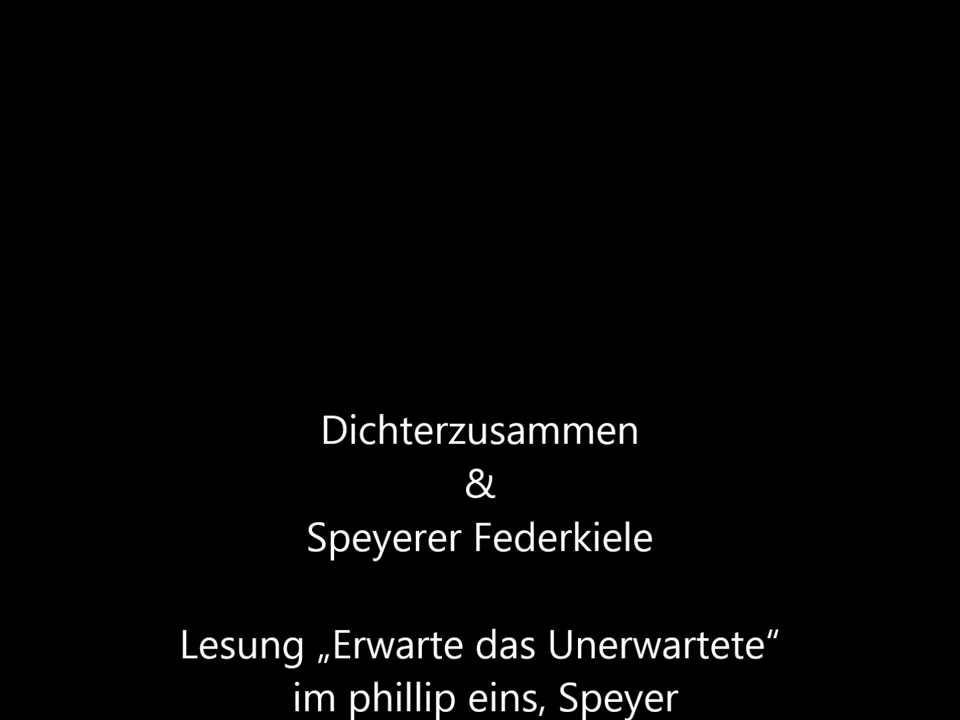 Dichterzusammen
&
Speyerer Federkiele
Lesung „Erwarte das Unerwartete“
im phillip eins, Speyer